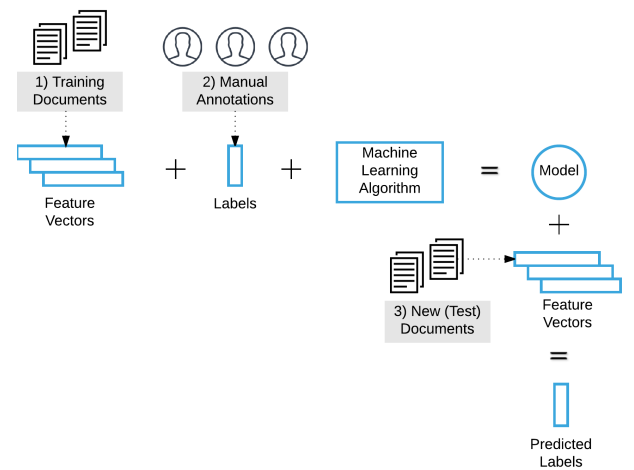 1) Training
Documents
2) Manual
Annotations
Feature
Vectors
+
Labels
+
Machine
Learning
Algorithm
=
Model
+
3) New (Test)
Documents
Feature
Vectors
=
Predicted
Labels